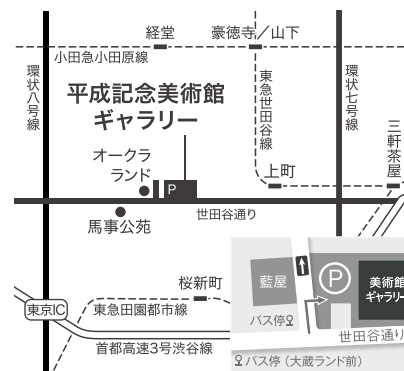 経堂
豪徳寺／山下
小田急小田原線
環状八号線
平成記念美術館
ギャラリー
東急世田谷線
環状七号線
三軒茶屋
オークラ
ランド
P
上町
世田谷通り
馬事公苑
桜新町
東京IC
東急田園都市線
首都高速3号渋谷線
藍屋
P
美術館
ギャラリー
バス停
世田谷通り
バス停（大蔵ランド前）